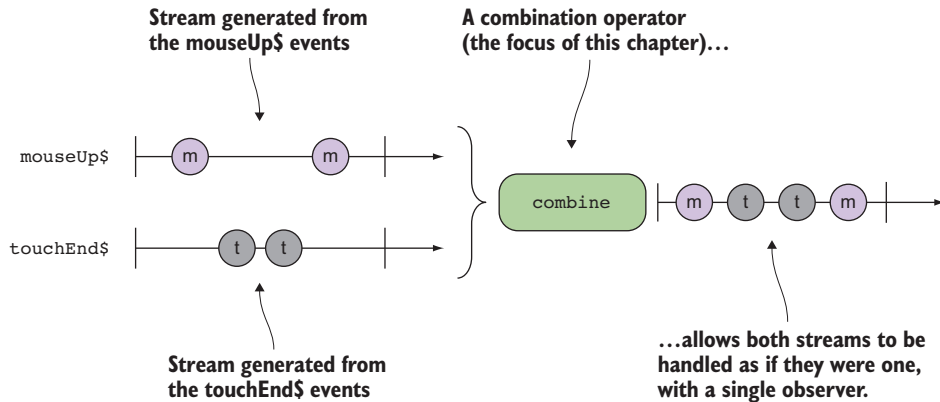 Stream generated from
the mouseUp$ events
A combination operator
(the focus of this chapter)…
mouseUp$
m
m
touchEnd$
t
t
combine
m
t
t
m
Stream generated from
the touchEnd$ events
…allows both streams to be
handled as if they were one,
with a single observer.